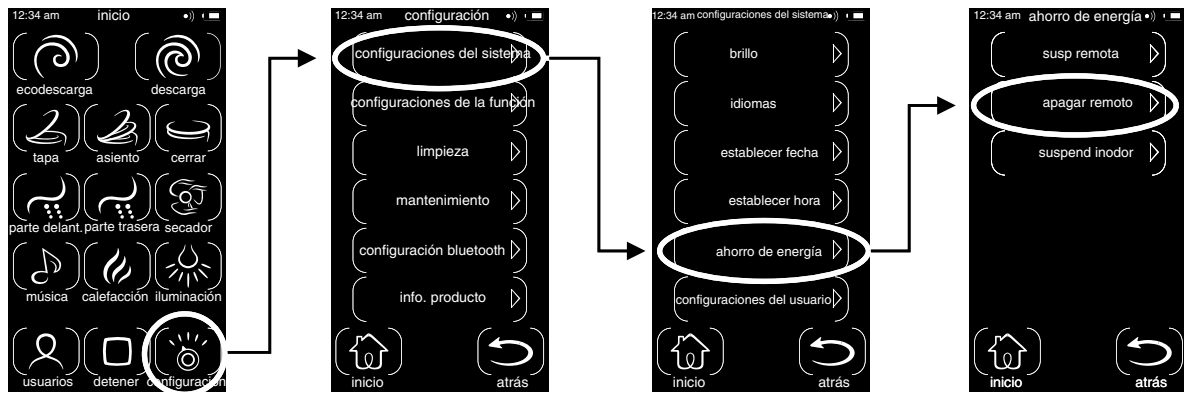 12:34 am inicio
ecodescarga descarga
tapa asiento cerrar
parte delant. parte trasera secador
música calefacción iluminación
usuarios detener configuración
12:34 am configuración
configuraciones del sistema
configuraciones de la función
limpieza
mantenimiento
configuración bluetooth
info. producto
inicio atrás
12:34 am configuraciones del sistema
brillo
idiomas
establecer fecha
establecer hora
ahorro de energía
configuraciones del usuario
inicio atrás
12:34 am ahorro de energía
susp remota
apagar remoto
suspend inodor
inicio atrás